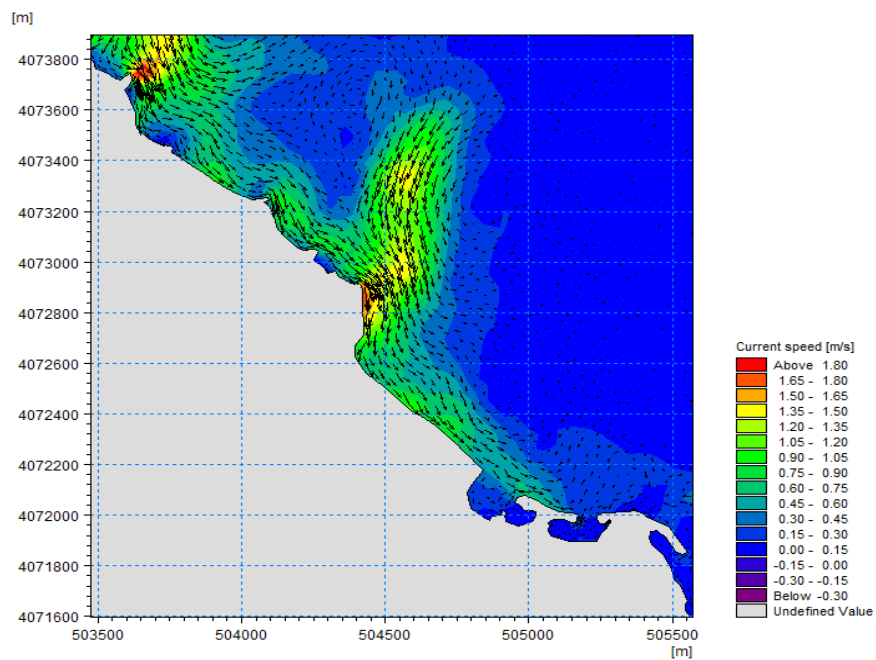 [m]
4073800
4073600
4073400
4073200
4073000
4072800
4072600
4072400
4072200
4072000
4071800
4071600
503500 504000 504500 505000 505500
[m]
Current speed [m/s]
Above 1.80
1.65 - 1.80
1.50 - 1.65
1.35 - 1.50
1.20 - 1.35
1.05 - 1.20
0.90 - 1.05
0.75 - 0.90
0.60 - 0.75
0.45 - 0.60
0.30 - 0.45
0.15 - 0.30
0.00 - 0.15
-0.15 - 0.00
-0.30 - -0.15
Below -0.30
Undefined Value